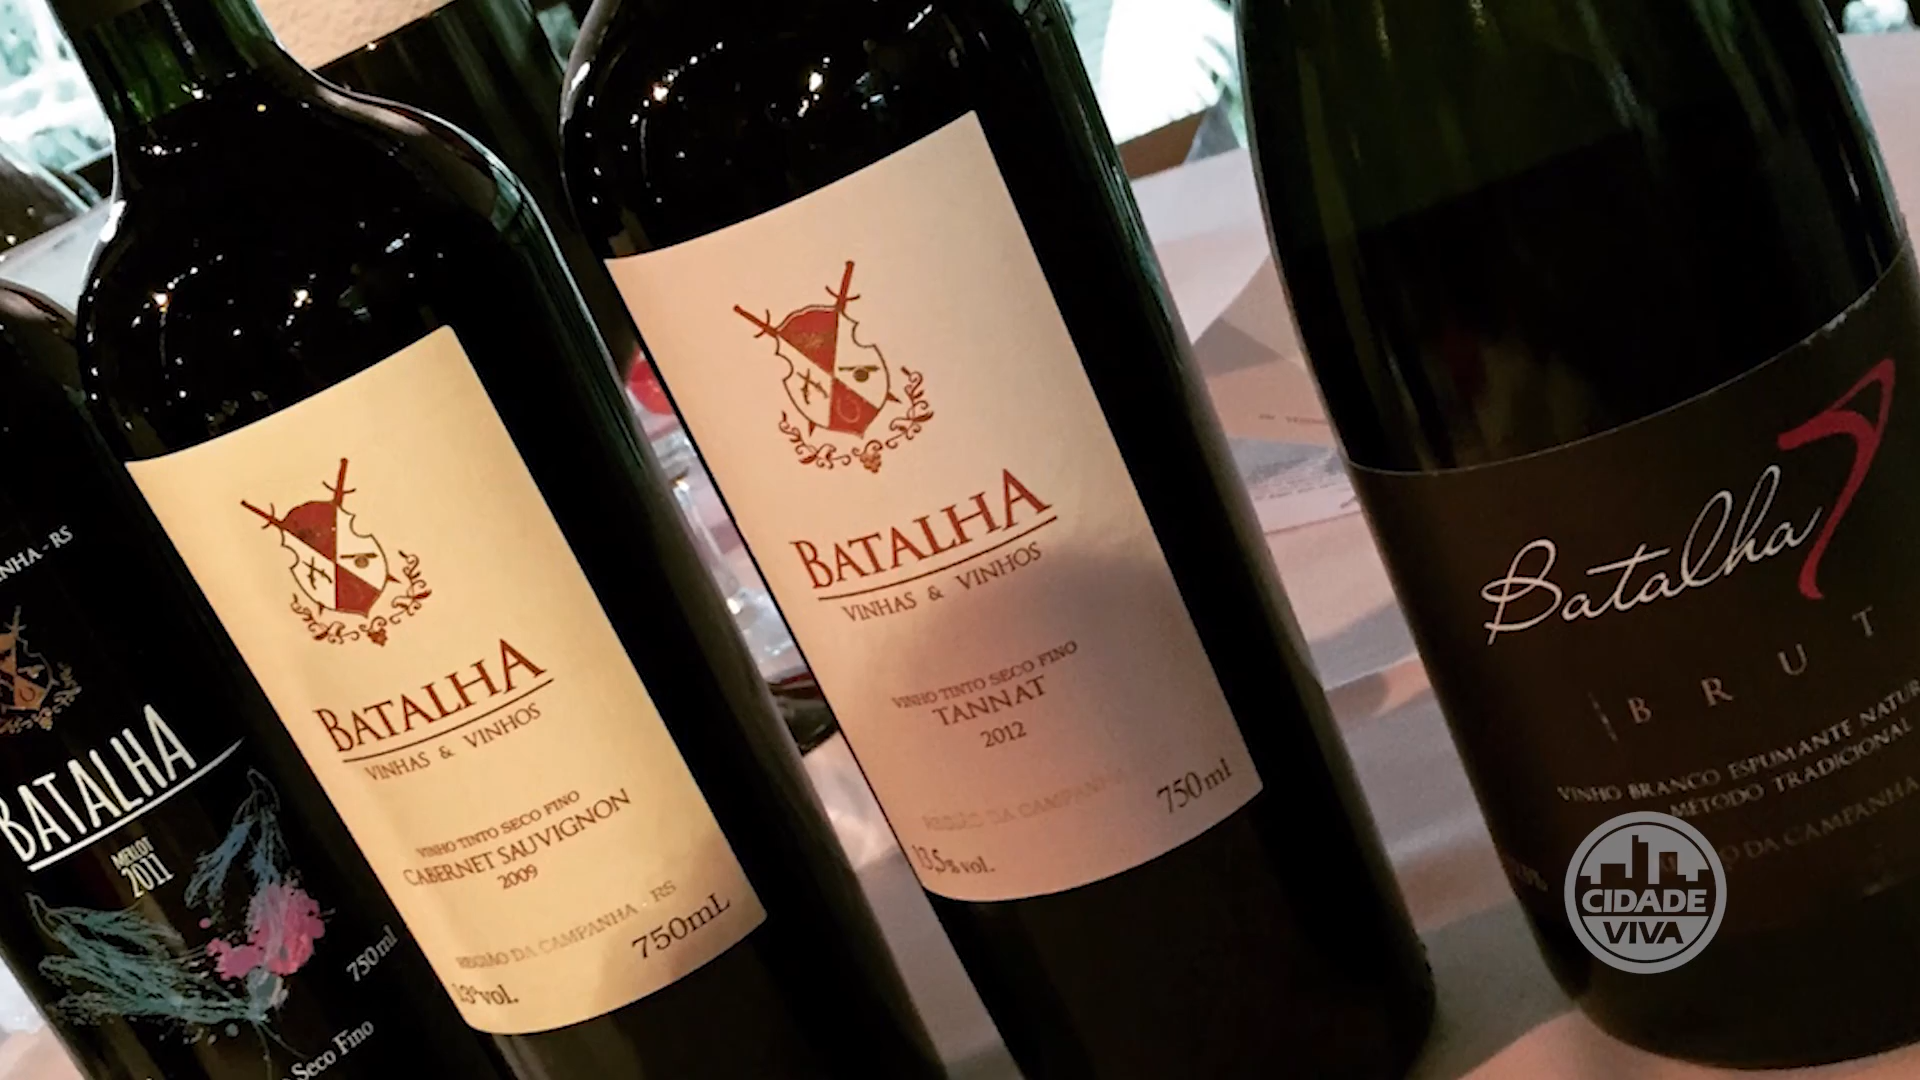 NHA - RS
BATALHA
MERLOT
2011
750ml
Seco Fino
BATALHA
VINHAS & VINHOS
VINHO TINTO SECO FINO
CABERNET SAUVIGNON
2009
REGIÃO DA CAMPANHA - RS
750mL
13°vol.
BATALHA
VINHAS & VINHOS
VINHO TINTO SECO FINO
TANNAT
2012
REGIÃO DA CAMPANHA
750ml
13,5% vol.
Batalha 7
BRUT
VINHO BRANCO ESPUMANTE NATUR
MÉTODO TRADICIONAL
DA CAMPANHA
CIDADE
VIVA